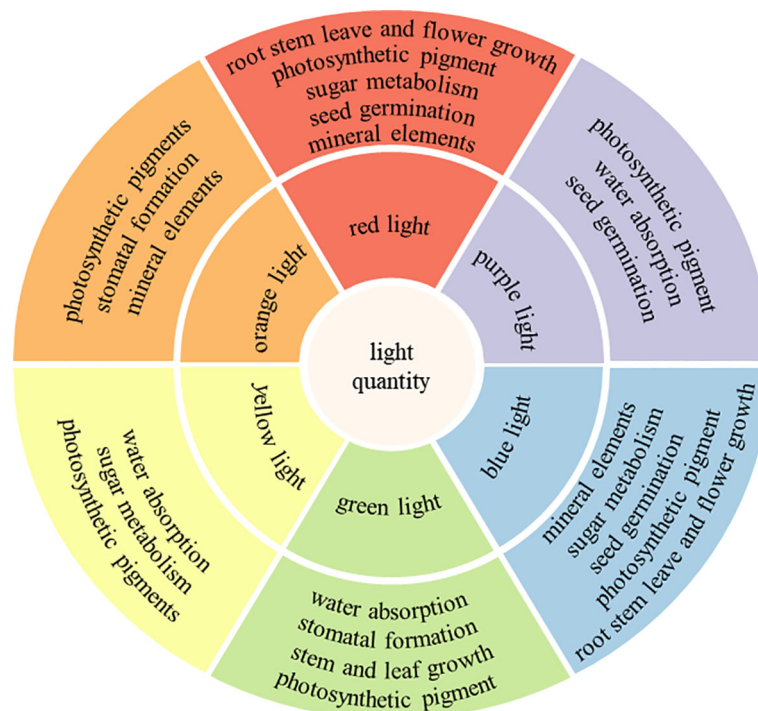 root stem leave and flower growth
photosynthetic pigment
sugar metabolism
seed germination
mineral elements
red light
photosynthetic pigment
water absorption
seed germination
purple light
mineral elements
sugar metabolism
seed germination
photosynthetic pigment
root stem leave and flower growth
blue light
green light
water absorption
stomatal formation
stem and leaf growth
photosynthetic pigment
yellow light
water absorption
sugar metabolism
photosynthetic pigments
orange light
photosynthetic pigments
stomatal formation
mineral elements
light
quantity